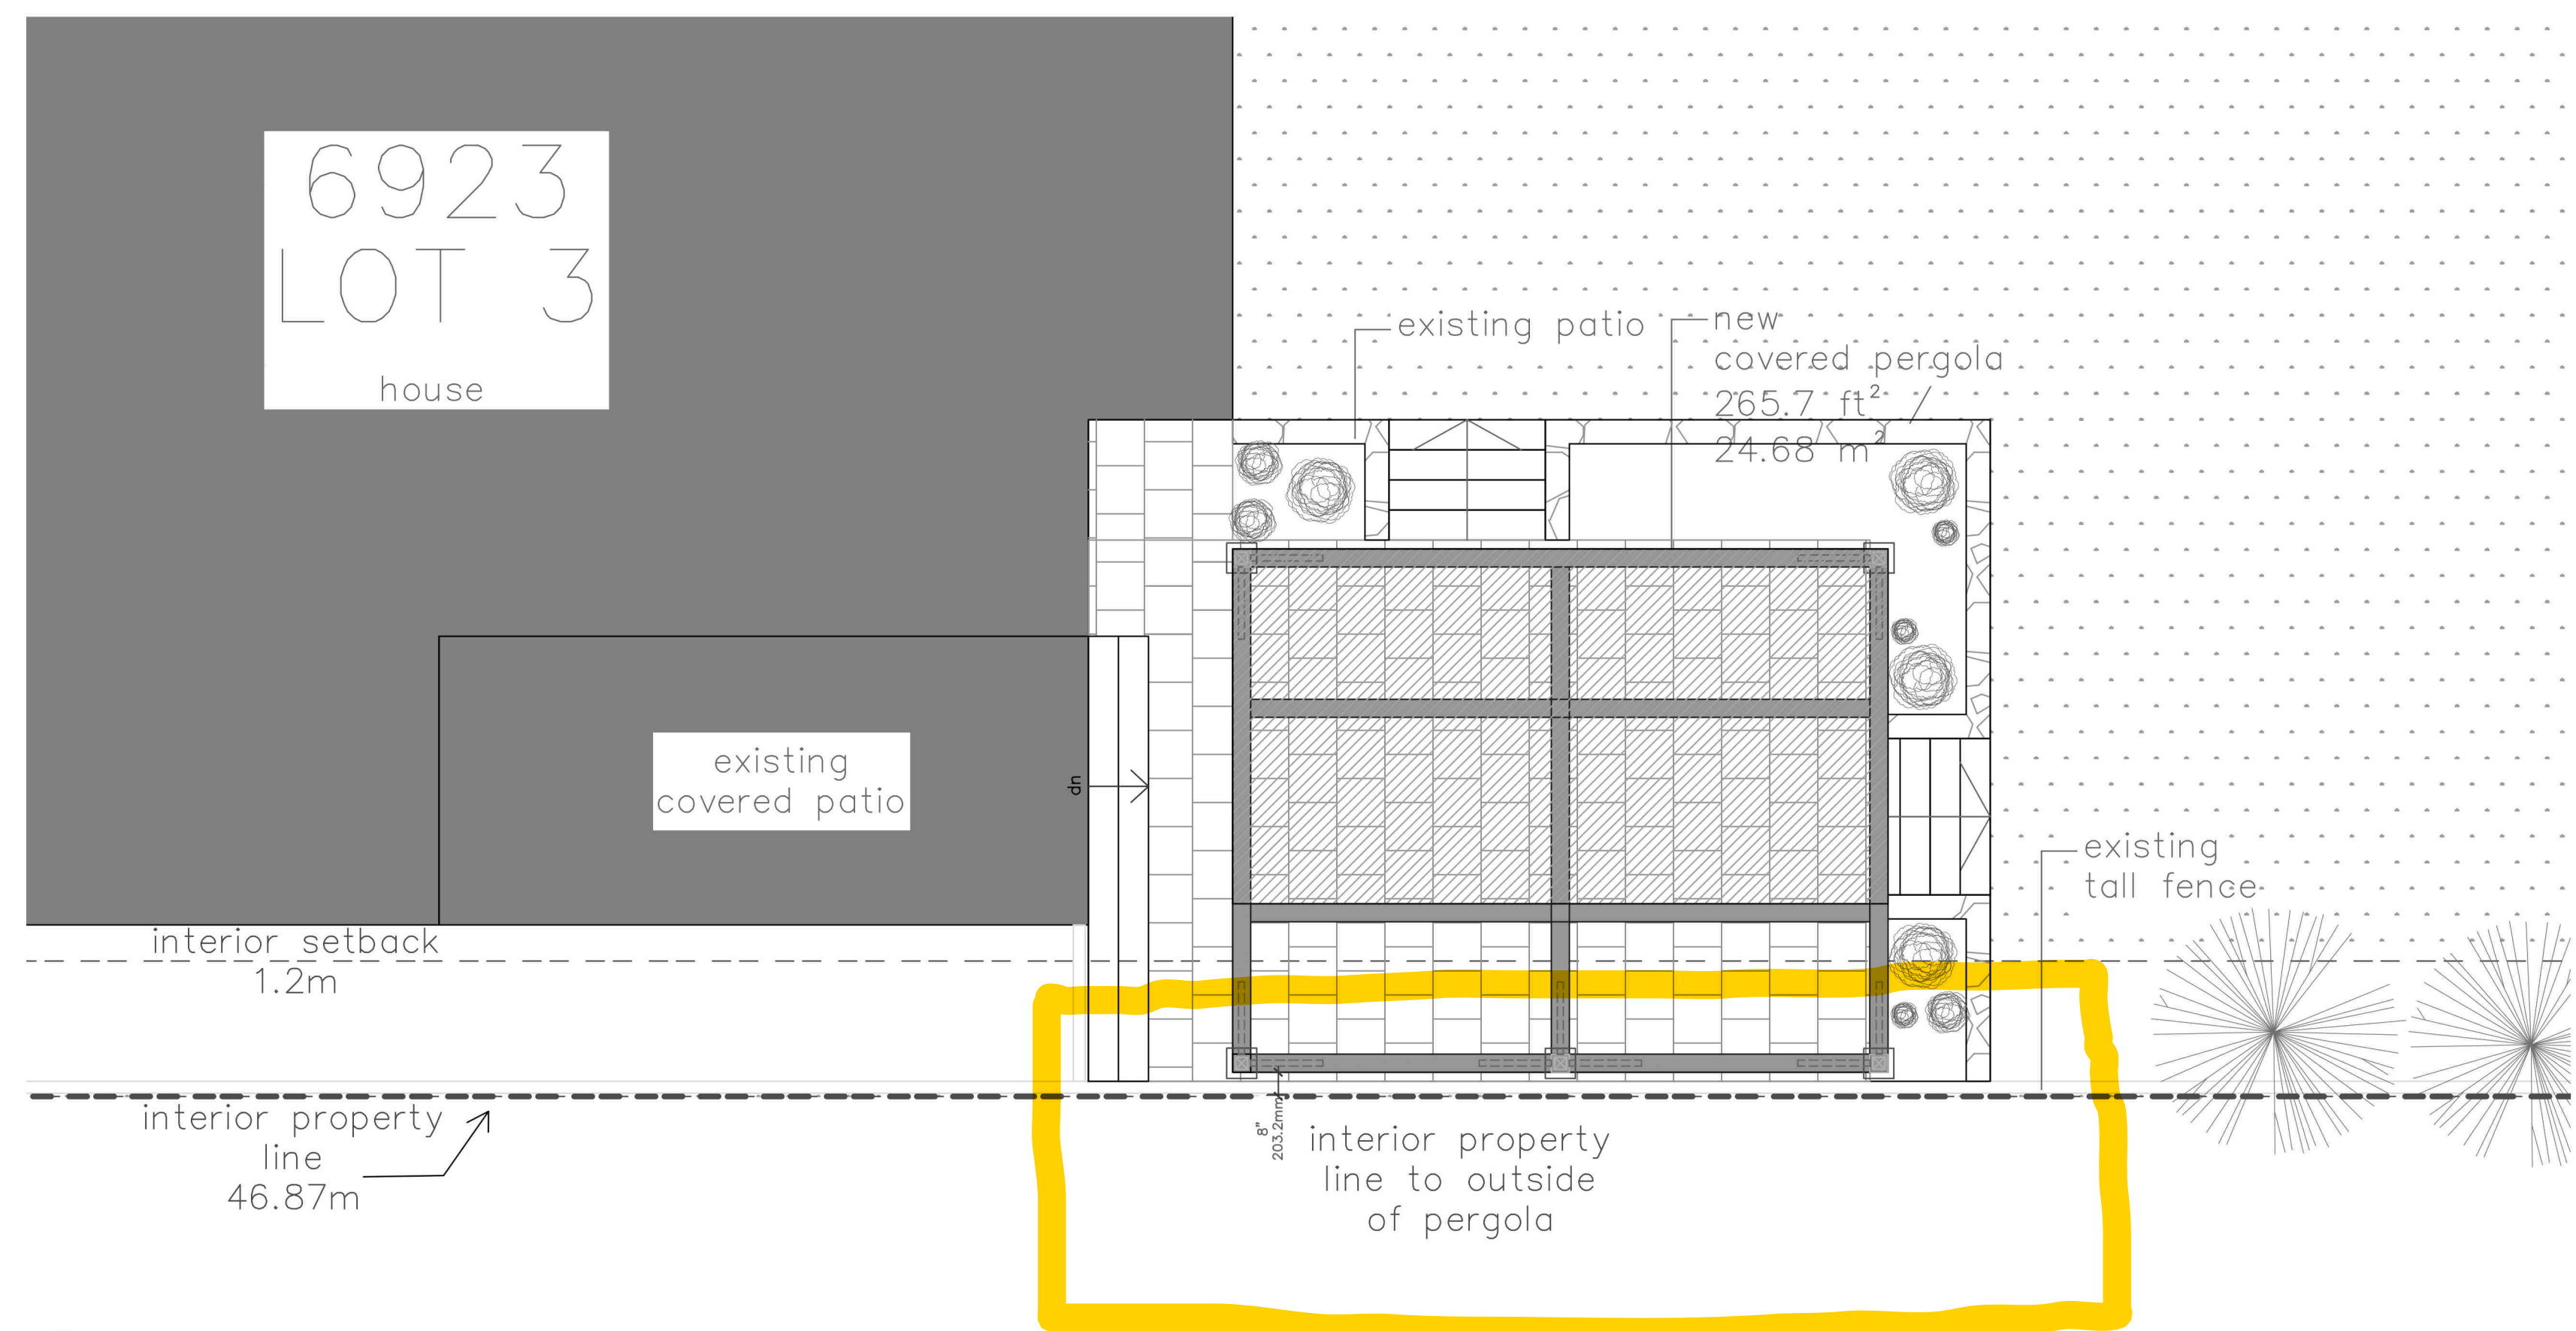 6923
LOT 3
house
existing patio
new
covered pergola
265.7 ft²
24.68 m²
existing
covered patio
dn
existing
tall fence
interior setback
1.2m
interior property
line
46.87m
8"
203.2mm
interior property
line to outside
of pergola